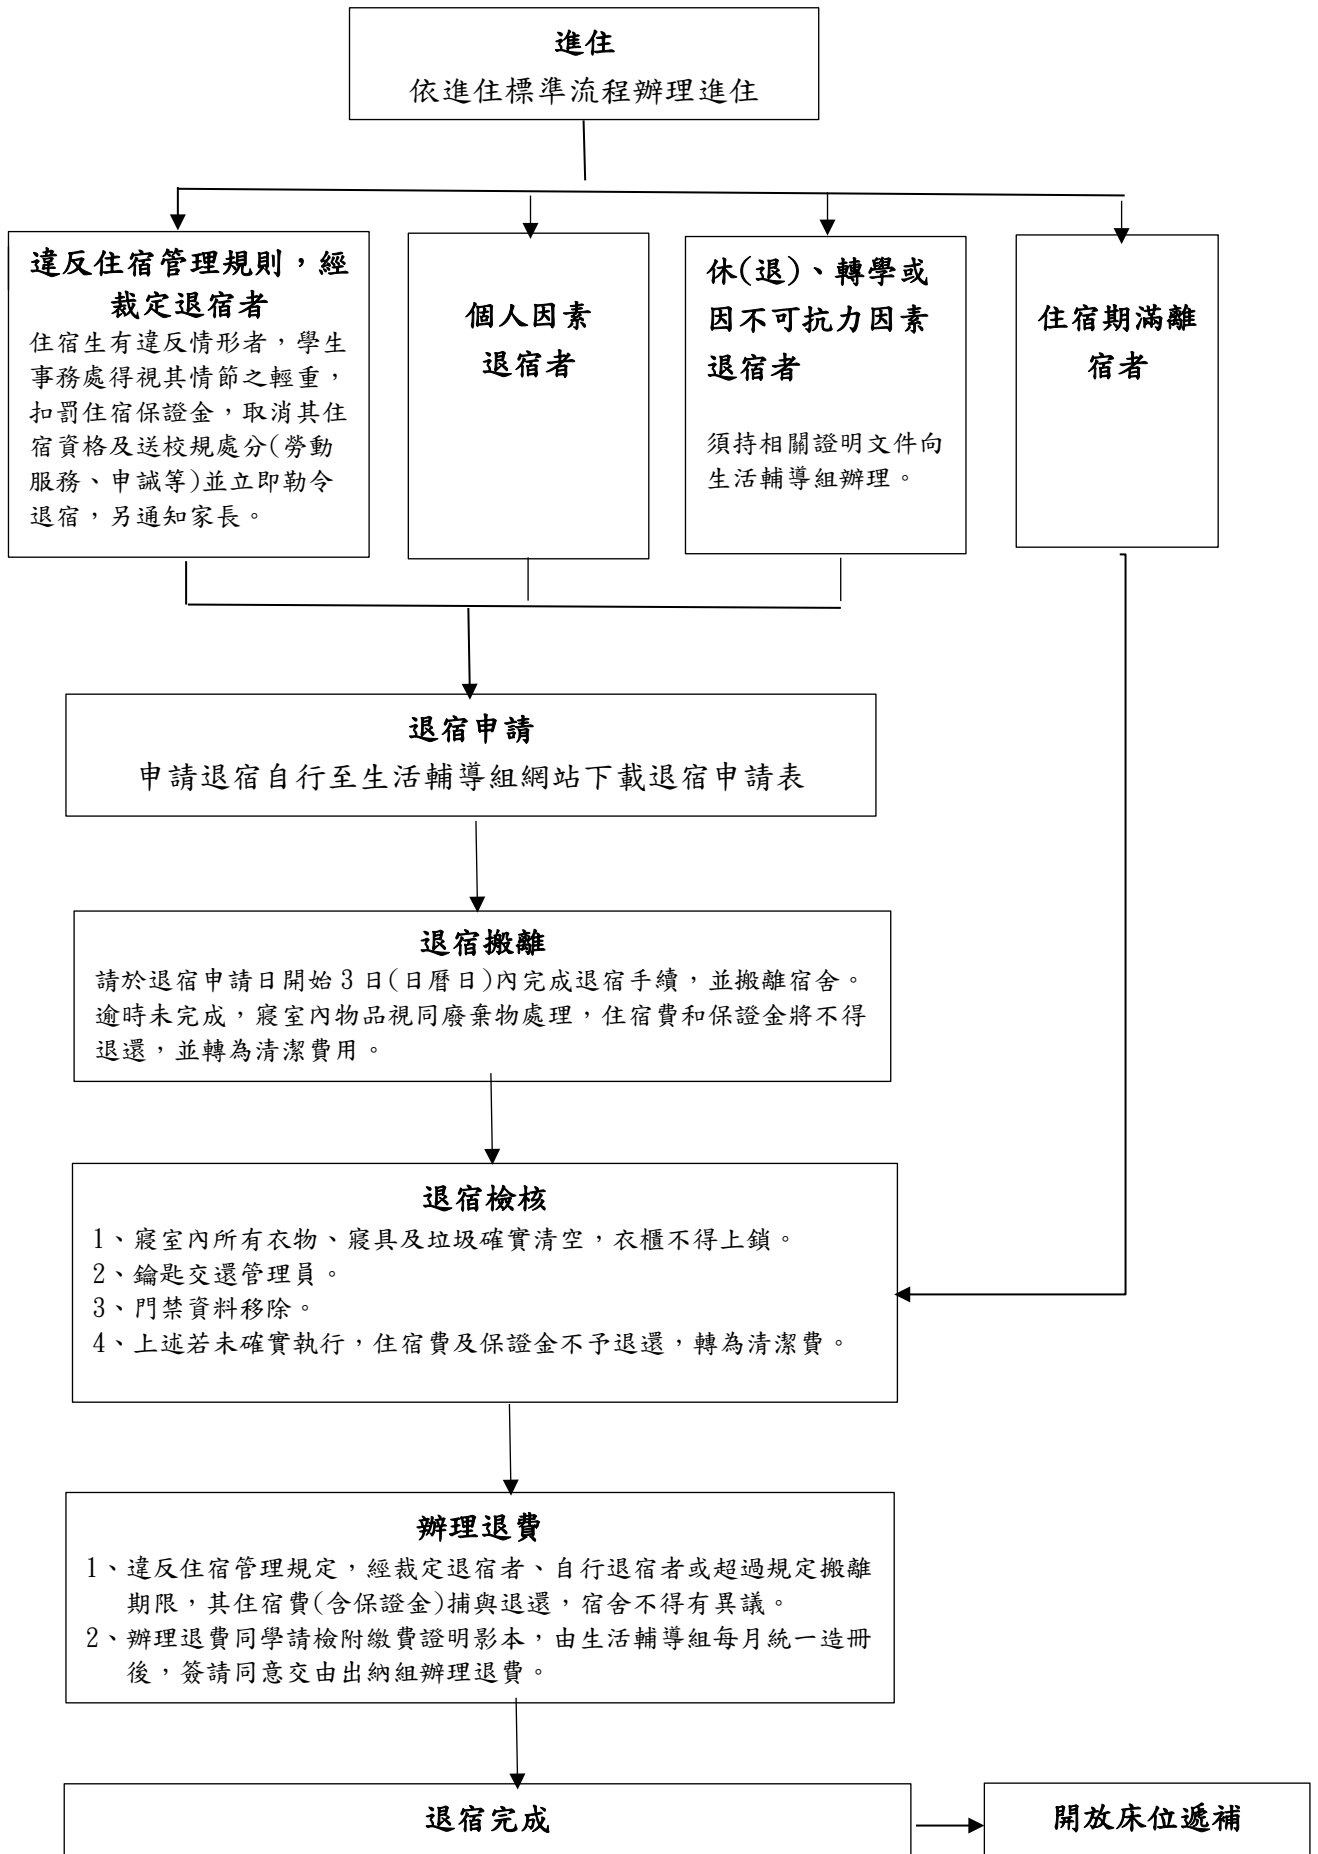 進住
依進住標準流程辦理進住
違反住宿管理規則，經
裁定退宿者
住宿生有違反情形者，學生
事務處得視其情節之輕重，
扣罰住宿保證金，取消其住
宿資格及送校規處分(勞動
服務、申誡等)並立即勒令
退宿，另通知家長。
個人因素
退宿者
休(退)、轉學或
因不可抗力因素
退宿者
須持相關證明文件向
生活輔導組辦理。
住宿期滿離
宿者
退宿申請
申請退宿自行至生活輔導組網站下載退宿申請表
退宿搬離
請於退宿申請日開始3日(日曆日)內完成退宿手續，並搬離宿舍。
逾時未完成，寢室內物品視同廢棄物處理，住宿費和保證金將不得
退還，並轉為清潔費用。
退宿檢核
1、寢室內所有衣物、寢具及垃圾確實清空，衣櫃不得上鎖。
2、鑰匙交還管理員。
3、門禁資料移除。
4、上述若未確實執行，住宿費及保證金不予退還，轉為清潔費。
辦理退費
1、違反住宿管理規定，經裁定退宿者、自行退宿者或超過規定搬離
期限，其住宿費(含保證金)捕與退還，宿舍不得有異議。
2、辦理退費同學請檢附繳費證明影本，由生活輔導組每月統一造冊
後，簽請同意交由出納組辦理退費。
退宿完成
開放床位遞補